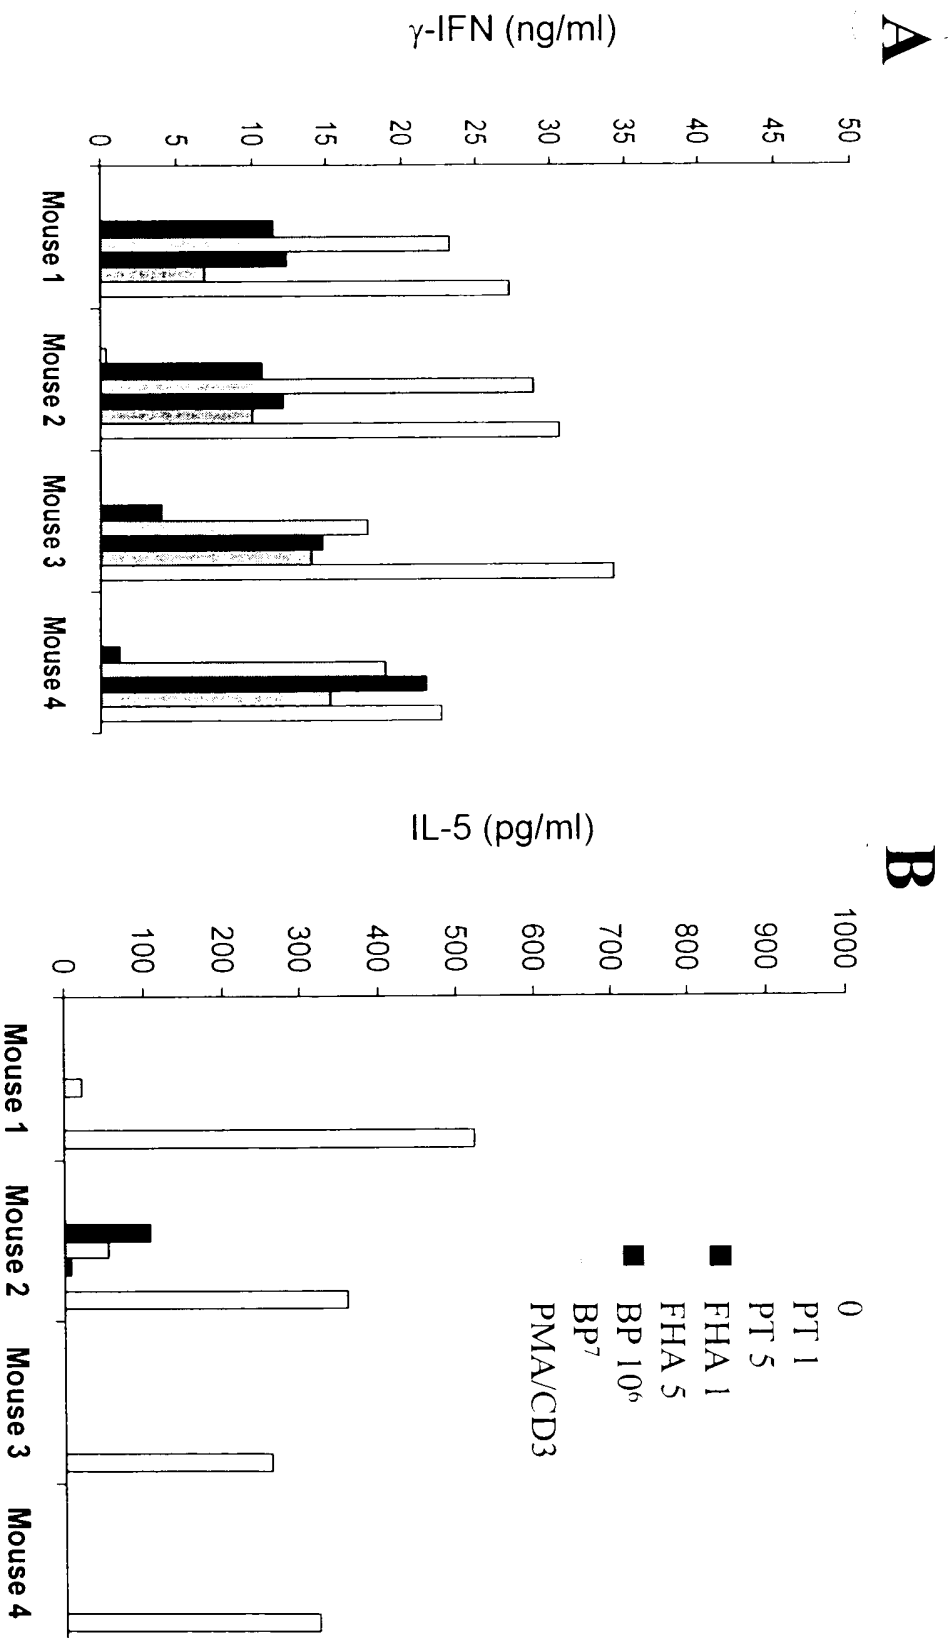 A
γ-IFN (ng/ml)
50
45
40
35
30
25
20
15
10
5
0
Mouse 1
Mouse 2
Mouse 3
Mouse 4
B
IL-5 (pg/ml)
1000
900
800
700
600
500
400
300
200
100
0
Mouse 1
Mouse 2
Mouse 3
Mouse 4
0
PT 1
PT 5
FHA 1
FHA 5
BP 10⁶
BP⁷
PMA/CD3